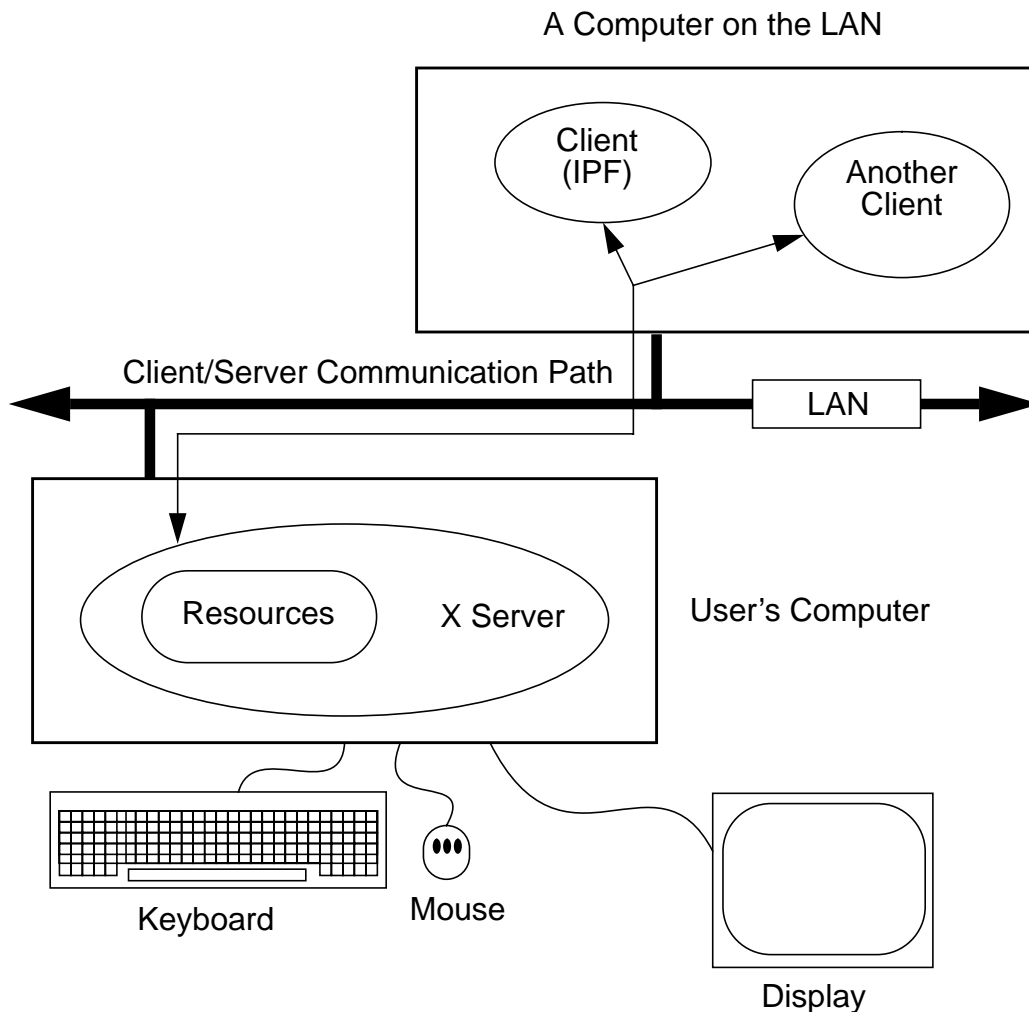 A Computer on the LAN
Client
(IPF)
Another
Client
Client/Server Communication Path
LAN
Resources
X Server
User’s Computer
Keyboard
Mouse
Display